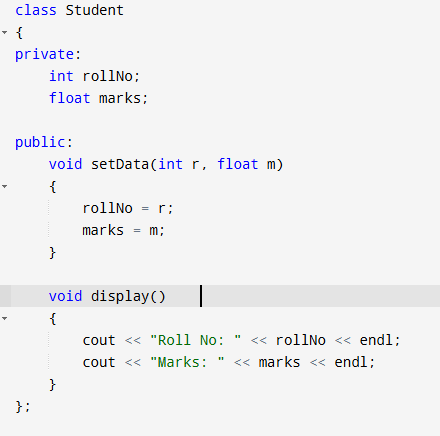 class Student
{
private:
    int rollNo;
    float marks;

public:
    void setData(int r, float m)
    {
        rollNo = r;
        marks = m;
    }

    void display()
    {
        cout << "Roll No: " << rollNo << endl;
        cout << "Marks: " << marks << endl;
    }
};